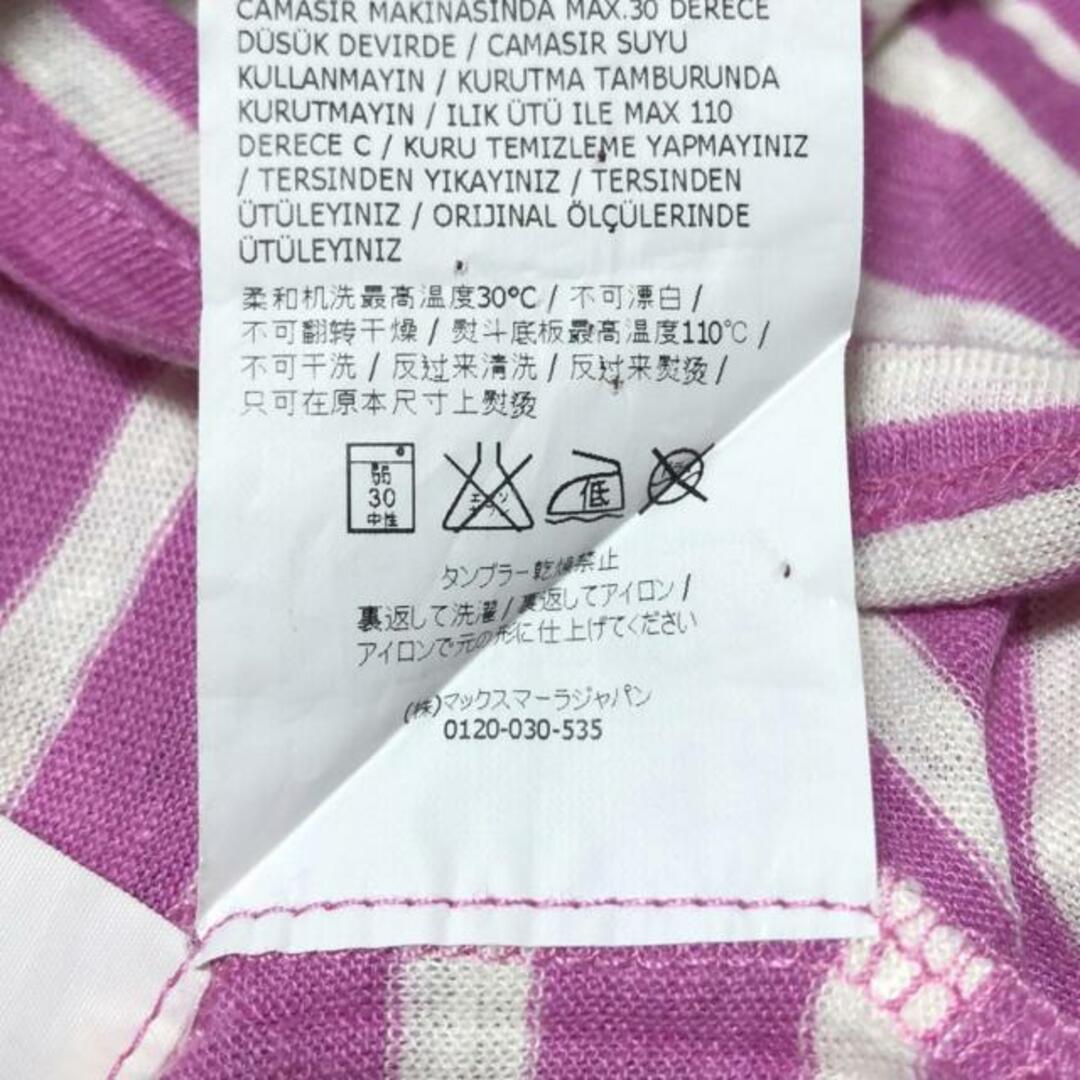 CAMASIR MAKINASINDA MAX.30 DERECE
DÜSÜK DEVIRDE / CAMASIR SUYU
KULLANMAYIN / KURUTMA TAMBURUNDA
KURUTMAYIN / ILIK ÜTÜ ILE MAX 110
DERECE C / KURU TEMIZLEME YAPMAYINIZ
/ TERSINDEN YIKAYINIZ / TERSINDEN
ÜTÜLEYINIZ / ORIJINAL ÖLÇÜLERINDE
ÜTÜLEYINIZ
柔和机洗最高温度30°C / 不可漂白 /
不可翻转干燥 / 熨斗底板最高温度110℃ /
不可干洗 / 反过来清洗 / 反过来熨烫 /
只可在原本尺寸上熨烫
弱
30
中性
低
タンブラー乾燥禁止
裏返して洗濯 / 裏返してアイロン /
アイロンで元の形に仕上げてください
(株)マックスマーラジャパン
0120-030-535